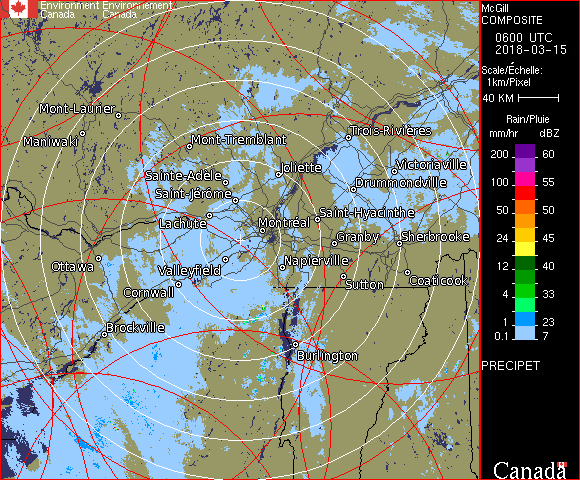 Environment Environnement
Canada Canada
McGill
COMPOSITE
0600 UTC
2018-03-15
Scale/Échelle:
1km/Pixel
40 KM
Rain/Pluie
mm/hr dBZ
200 60
100 55
50 50
24 45
12 40
4 33
1 23
0.1 7
PRECIPET
Canada
Mont-Laurier
Maniwaki
Mont-Tremblant
Trois-Rivières
Sainte-Adèle
Joliette
Victoriaville
Saint-Jérôme
Drummondville
Lachute
Montréal
Saint-Hyacinthe
Granby
Sherbrooke
Ottawa
Valleyfield
Napierville
Cornwall
Sutton
Coaticook
Brockville
Burlington